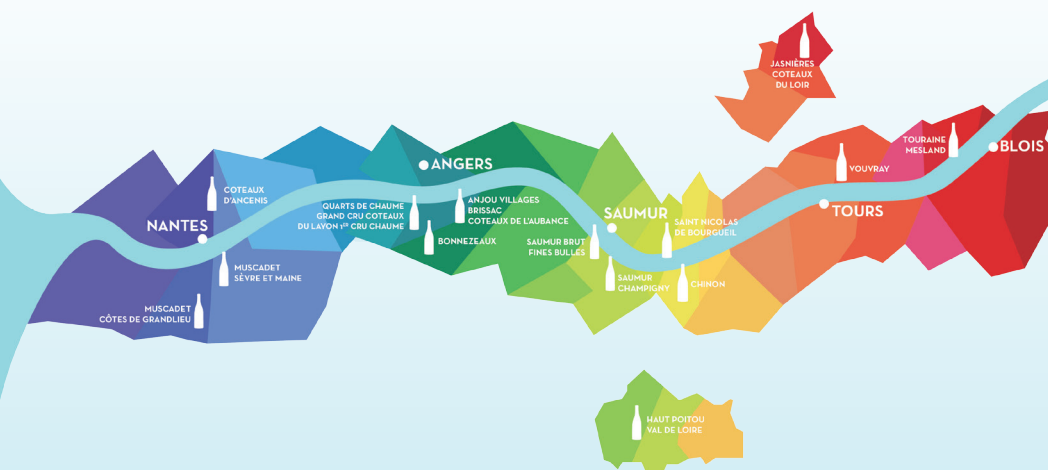 JASNIÈRES
COTEAUX
DU LOIR
TOURAINE
MESLAND
BLOIS
ANGERS
VOUVRAY
COTEAUX
D'ANCENIS
QUARTS DE CHAUME
GRAND CRU COTEAUX
DU LAYON 1ER CRU CHAUME
ANJOU VILLAGES
BRISSAC
COTEAUX DE L'AUBANCE
SAUMUR
TOURS
NANTES
SAINT NICOLAS
DE BOURGUEIL
BONNEZEAUX
SAUMUR BRUT
FINES BULLES
MUSCADET
SÈVRE ET MAINE
SAUMUR
CHAMPIGNY
CHINON
MUSCADET
CÔTES DE GRANDLIEU
HAUT POITOU
VAL DE LOIRE